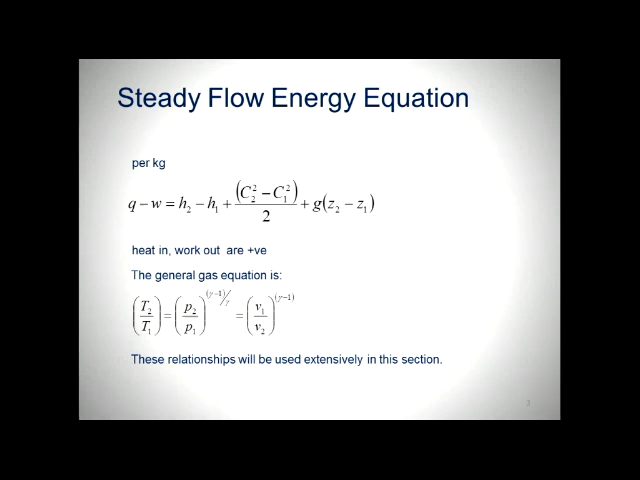 Steady Flow Energy Equation
per kg
q − w = h₂ − h₁ + (C₂² − C₁²)/2 + g(z₂ − z₁)
heat in, work out are +ve
The general gas equation is:
(T₂/T₁) = (p₂/p₁)^((γ−1)/γ) = (v₁/v₂)^((γ−1))
These relationships will be used extensively in this section.